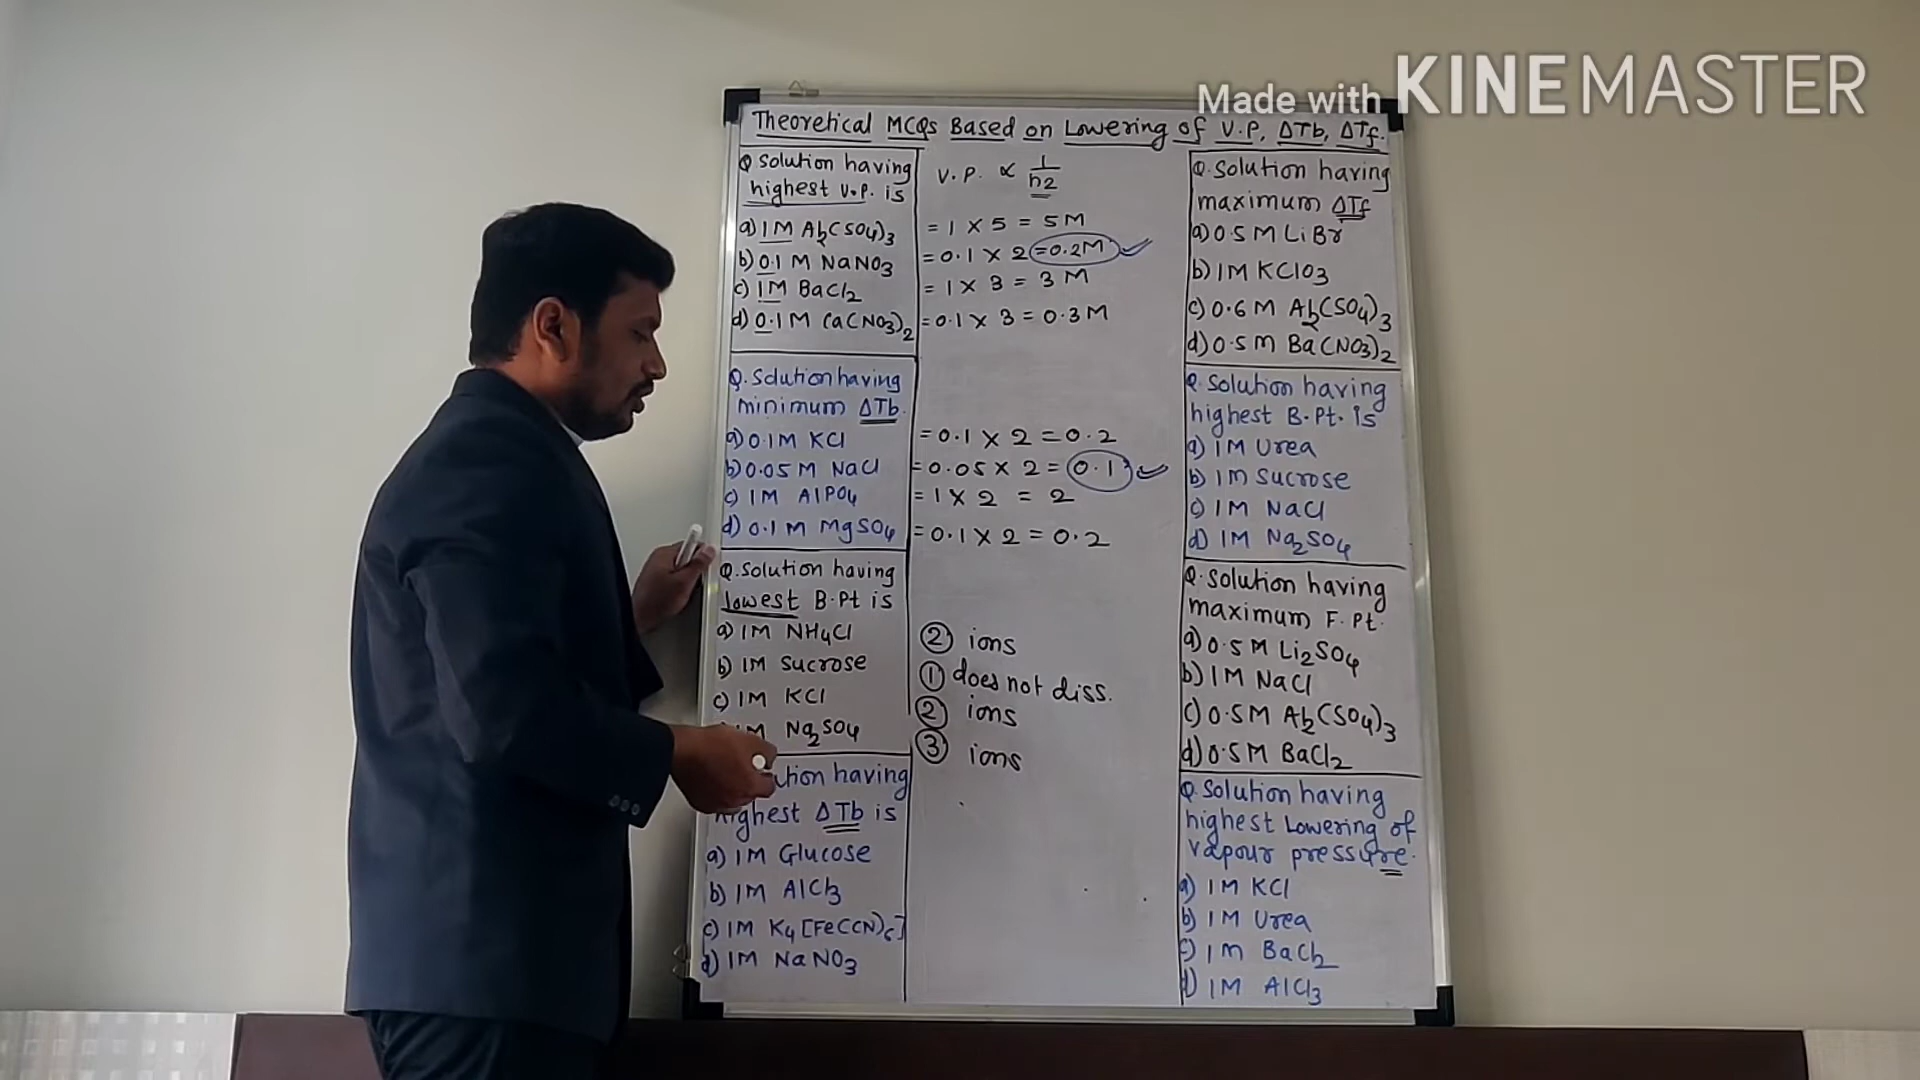 Made with KINEMASTER
Theoretical MCQs Based on Lowering of V.P, ΔTb, ΔTf.
Q Solution having
highest V.P. is
a) 1M Al2(SO4)3
b) 0.1 M NaNO3
c) 1M BaCl2
d) 0.1M Ca(NO3)2
V.P. ∝ 1/n2
= 1 × 5 = 5M
= 0.1 × 2 = 0.2M
= 1 × 3 = 3 M
= 0.1 × 3 = 0.3M
Q. Solution having
minimum ΔTb.
a) 0.1M KCl
b) 0.05 M NaCl
c) 1M AlPO4
d) 0.1 M MgSO4
= 0.1 × 2 = 0.2
= 0.05 × 2 = 0.1
= 1 × 2 = 2
= 0.1 × 2 = 0.2
Q. Solution having
lowest B.Pt is
a) 1M NH4Cl
b) 1M Sucrose
c) 1M KCl
1M Na2SO4
2 ions
1 does not diss.
2 ions
3 ions
having
highest ΔTb is
a) 1M Glucose
b) 1M AlCl3
c) 1M K4[Fe(CN)6]
d) 1M NaNO3
Q. Solution having
maximum ΔTf
a) 0.5 M LiBr
b) 1M KClO3
c) 0.6 M Al2(SO4)3
d) 0.5 M Ba(NO3)2
Q. Solution having
highest B.Pt. is
a) 1M Urea
b) 1M Sucrose
c) 1M NaCl
d) 1M Na2SO4
Q. Solution having
maximum F.Pt.
a) 0.5 M Li2SO4
b) 1M NaCl
c) 0.5M Al2(SO4)3
d) 0.5M BaCl2
Q. Solution having
highest Lowering of
vapour pressure.
a) 1M KCl
b) 1M Urea
c) 1M BaCl2
d) 1M AlCl3